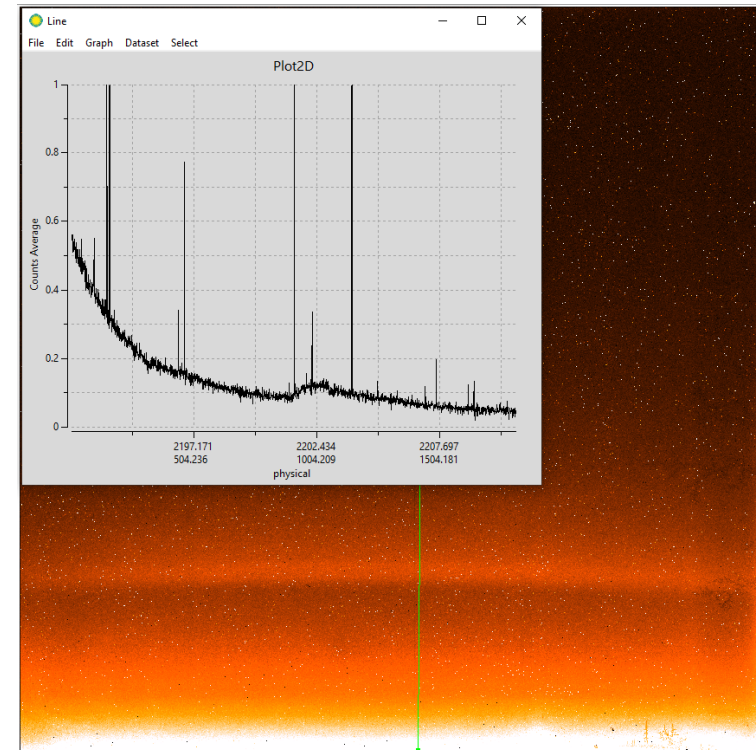 Line
File Edit Graph Dataset Select
Plot2D
1
0.8
0.6
0.4
0.2
0
Counts Average
2197.171 2202.434 2207.697
504.236 1004.209 1504.181
physical